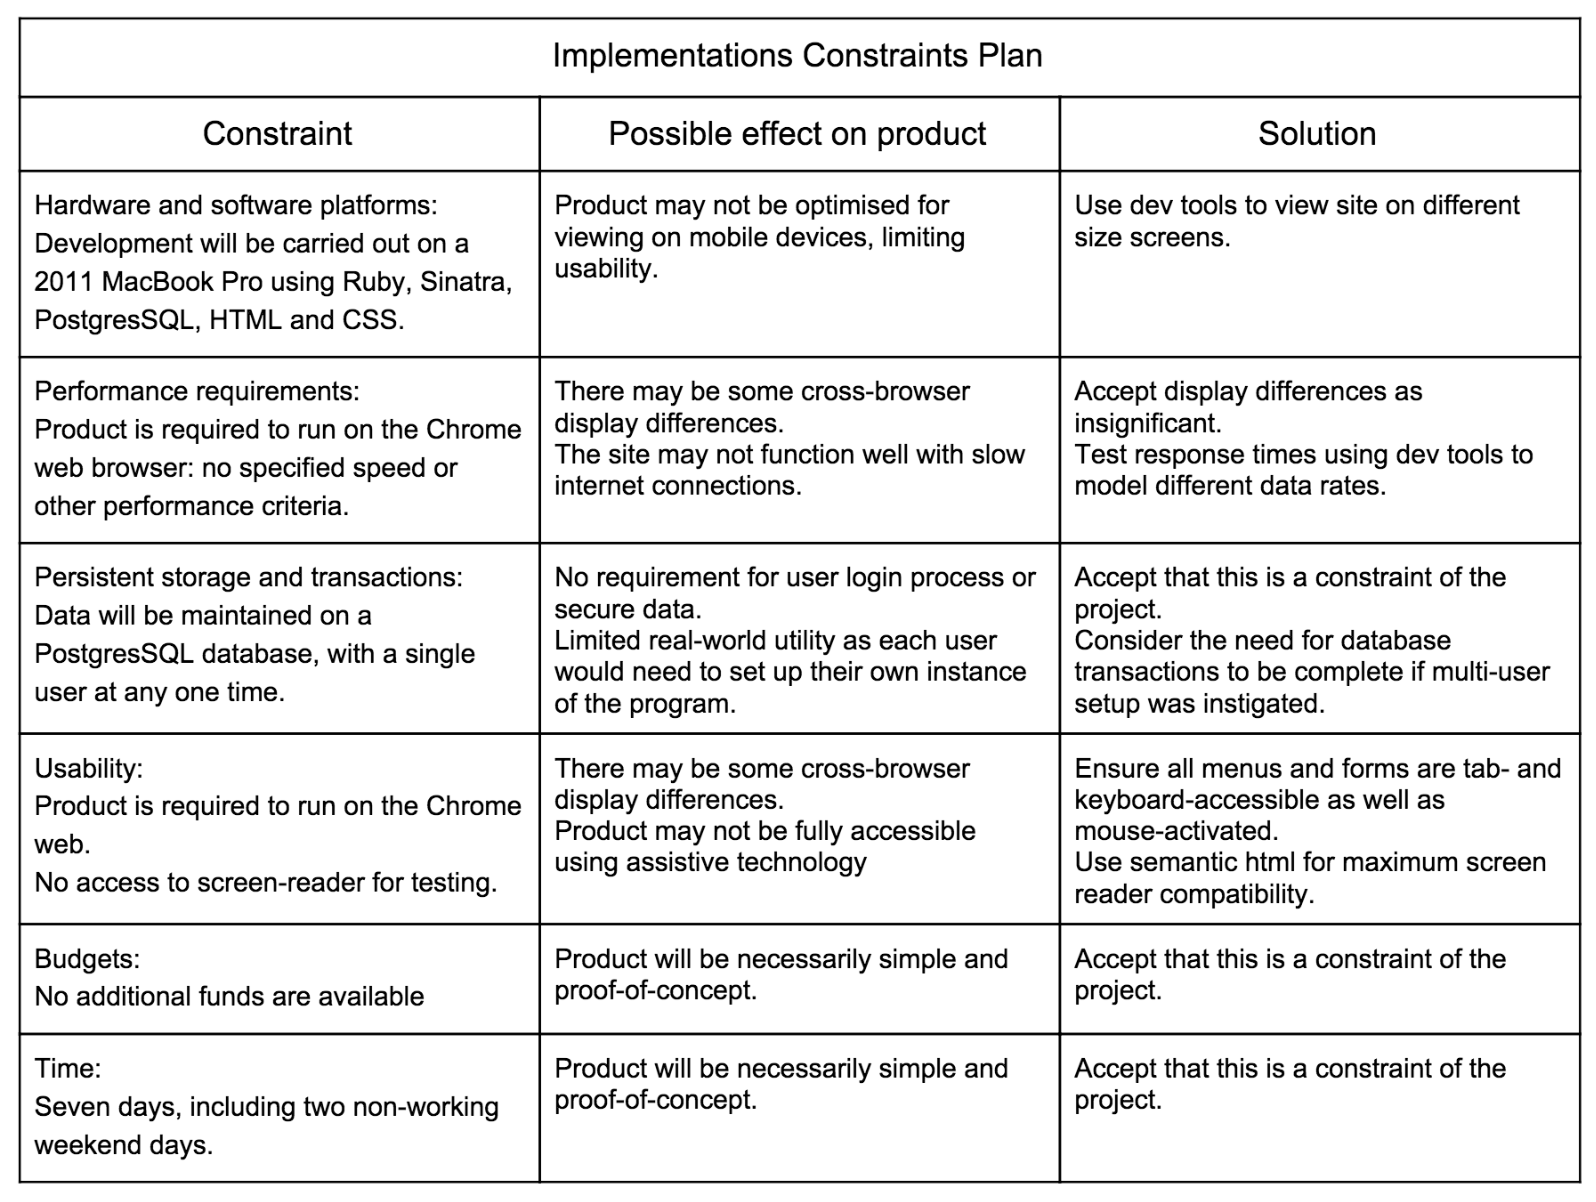 Implementations Constraints Plan
Constraint
Possible effect on product
Solution
Hardware and software platforms:
Development will be carried out on a
2011 MacBook Pro using Ruby, Sinatra,
PostgresSQL, HTML and CSS.
Product may not be optimised for
viewing on mobile devices, limiting
usability.
Use dev tools to view site on different
size screens.
Performance requirements:
Product is required to run on the Chrome
web browser: no specified speed or
other performance criteria.
There may be some cross-browser
display differences.
The site may not function well with slow
internet connections.
Accept display differences as
insignificant.
Test response times using dev tools to
model different data rates.
Persistent storage and transactions:
Data will be maintained on a
PostgresSQL database, with a single
user at any one time.
No requirement for user login process or
secure data.
Limited real-world utility as each user
would need to set up their own instance
of the program.
Accept that this is a constraint of the
project.
Consider the need for database
transactions to be complete if multi-user
setup was instigated.
Usability:
Product is required to run on the Chrome
web.
No access to screen-reader for testing.
There may be some cross-browser
display differences.
Product may not be fully accessible
using assistive technology
Ensure all menus and forms are tab- and
keyboard-accessible as well as
mouse-activated.
Use semantic html for maximum screen
reader compatibility.
Budgets:
No additional funds are available
Product will be necessarily simple and
proof-of-concept.
Accept that this is a constraint of the
project.
Time:
Seven days, including two non-working
weekend days.
Product will be necessarily simple and
proof-of-concept.
Accept that this is a constraint of the
project.